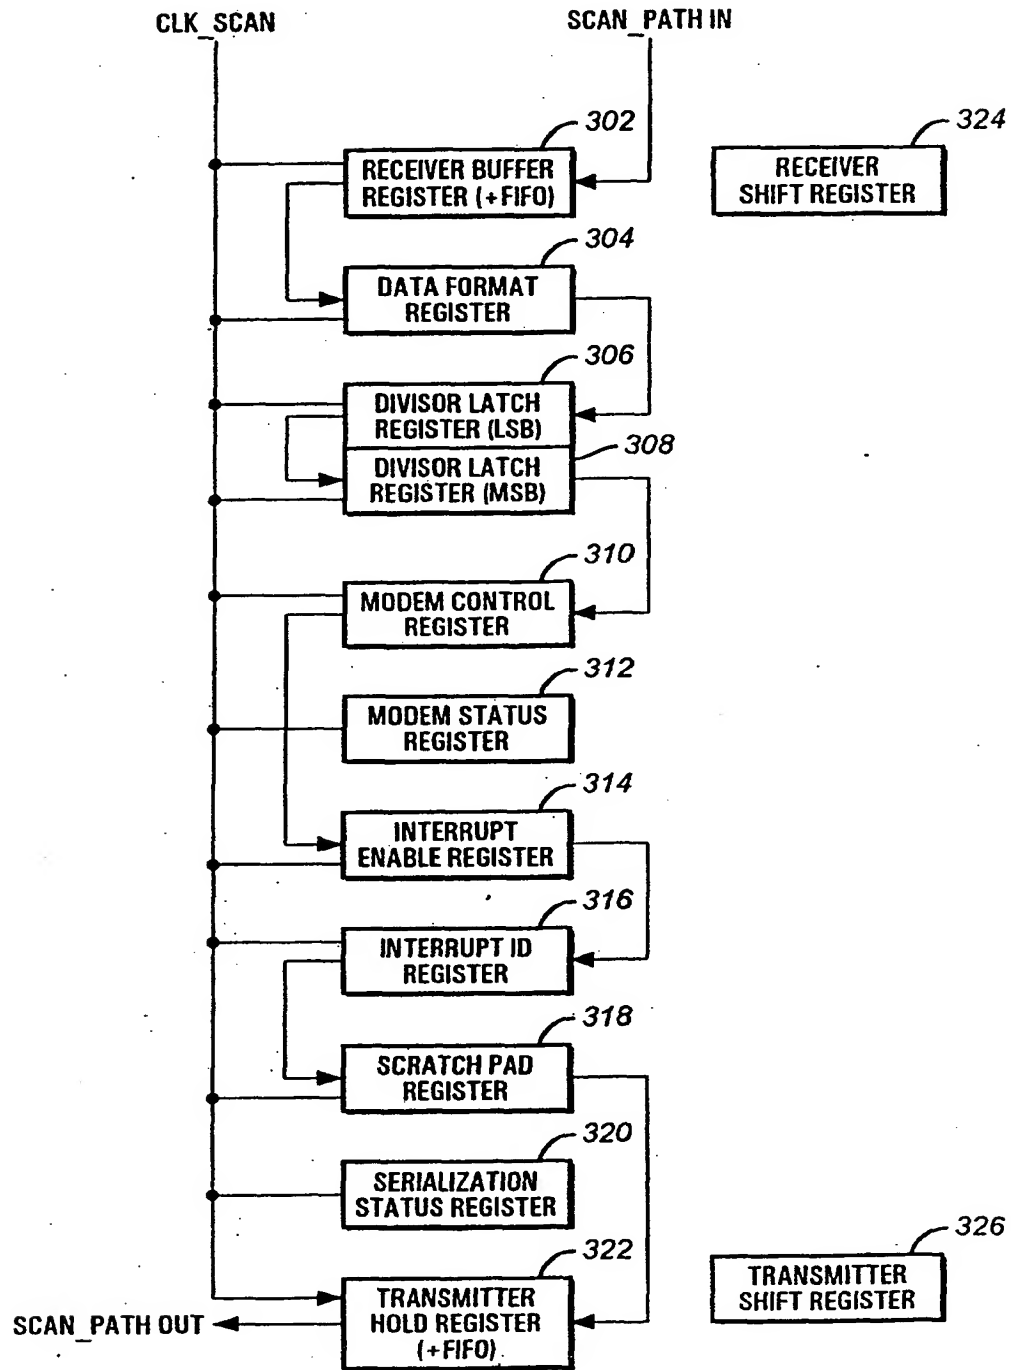 CLK_SCAN
SCAN_PATH IN
302
324
RECEIVER BUFFER
REGISTER (+FIFO)
RECEIVER
SHIFT REGISTER
304
DATA FORMAT
REGISTER
306
DIVISOR LATCH
REGISTER (LSB)
308
DIVISOR LATCH
REGISTER (MSB)
310
MODEM CONTROL
REGISTER
312
MODEM STATUS
REGISTER
314
INTERRUPT
ENABLE REGISTER
316
INTERRUPT ID
REGISTER
318
SCRATCH PAD
REGISTER
320
SERIALIZATION
STATUS REGISTER
322
326
TRANSMITTER
HOLD REGISTER
(+FIFO)
TRANSMITTER
SHIFT REGISTER
SCAN_PATH OUT